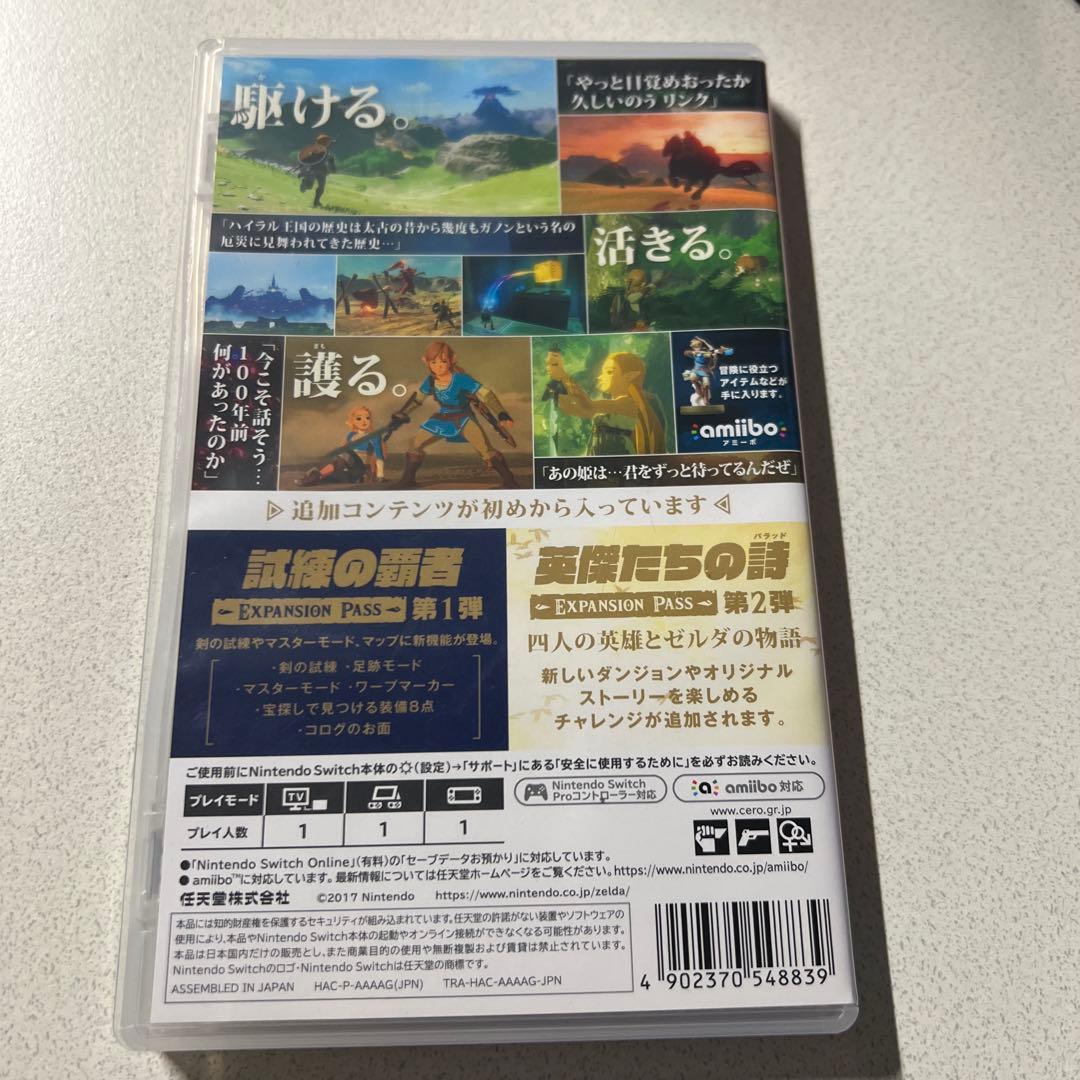 駆ける。
か
「やっと目覚めおったか
久しいのう リンク」
「ハイラル王国の歴史は太古の昔から幾度もガノンという名の
厄災に見舞われてきた歴史…」
活きる。
「今こそ話そう…
100年前
何があったのか」
まも
護る。
冒険に役立つ
アイテムなどが
手に入ります。
amiibo
アミーボ
「あの姫は…君をずっと待ってるんだぜ」
追加コンテンツが初めから入っています
試練の覇者
EXPANSION PASS 第1弾
剣の試練やマスターモード、マップに新機能が登場。
・剣の試練 ・足跡モード
・マスターモード ・ワープマーカー
・宝探しで見つける装備8点
・コログのお面
バラッド
英傑たちの詩
EXPANSION PASS 第2弾
四人の英雄とゼルダの物語
新しいダンジョンやオリジナル
ストーリーを楽しめる
チャレンジが追加されます。
ご使用前にNintendo Switch本体の(設定)→「サポート」にある「安全に使用するために」を必ずお読みください。
プレイモード TV
プレイ人数 1 1 1
Nintendo Switch
Proコントローラー対応
amiibo 対応
www.cero.gr.jp
●「Nintendo Switch Online」(有料)の「セーブデータお預かり」に対応しています。
●amiibo™に対応しています。最新情報については任天堂ホームページをご覧ください。https://www.nintendo.co.jp/amiibo/
任天堂株式会社 ©2017 Nintendo https://www.nintendo.co.jp/zelda/
本品には知的財産権を保護するセキュリティが組み込まれています。任天堂の許諾がない装置やソフトウェアの
使用により、本品やNintendo Switch本体の起動やオンライン接続ができなくなる可能性があります。
本品は日本国内だけの販売とし、また商業目的の使用や無断複製および賃貸は禁止されています。
Nintendo Switchのロゴ・Nintendo Switchは任天堂の商標です。
ASSEMBLED IN JAPAN HAC-P-AAAAG(JPN) TRA-HAC-AAAAG-JPN
4 902370 548839